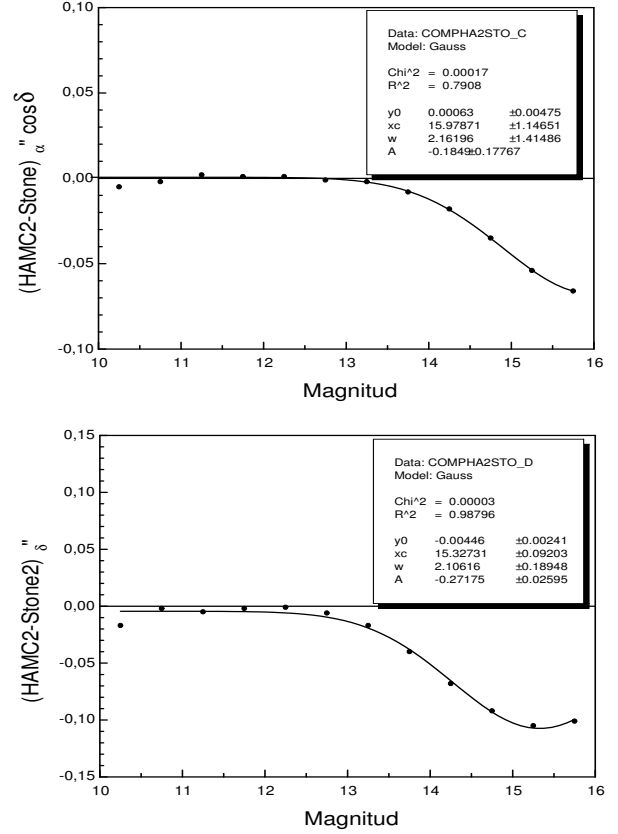 0,10
0,05
0,00
-0,05
-0,10
(HAMC2-Stone) α" cosδ
Data: COMPHA2STO_C
Model: Gauss
Chi^2 = 0.00017
R^2 = 0.7908
y0 0.00063 ±0.00475
xc 15.97871 ±1.14651
w 2.16196 ±1.41486
A -0.1849±0.17767
10 11 12 13 14 15 16
Magnitud
0,15
0,10
0,05
0,00
-0,05
-0,10
-0,15
(HAMC2-Stone2) δ"
Data: COMPHA2STO_D
Model: Gauss
Chi^2 = 0.00003
R^2 = 0.98796
y0 -0.00446 ±0.00241
xc 15.32731 ±0.09203
w 2.10616 ±0.18948
A -0.27175 ±0.02595
10 11 12 13 14 15 16
Magnitud